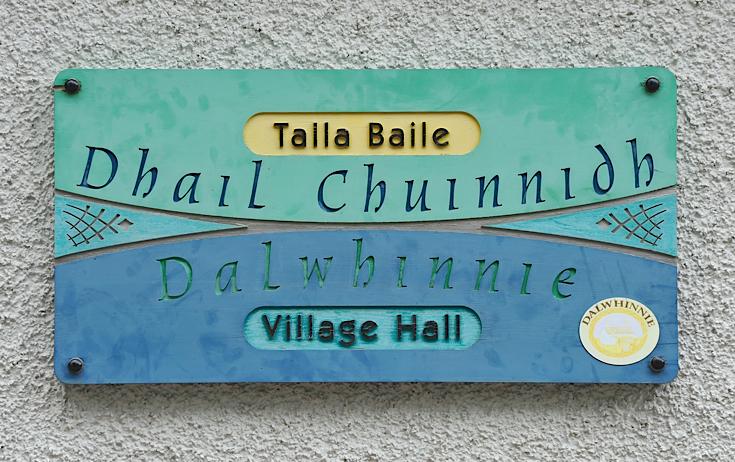 Talla Baile
Dhail Chuinnidh
Dalwhinnie
Village Hall
DALWHINNIE